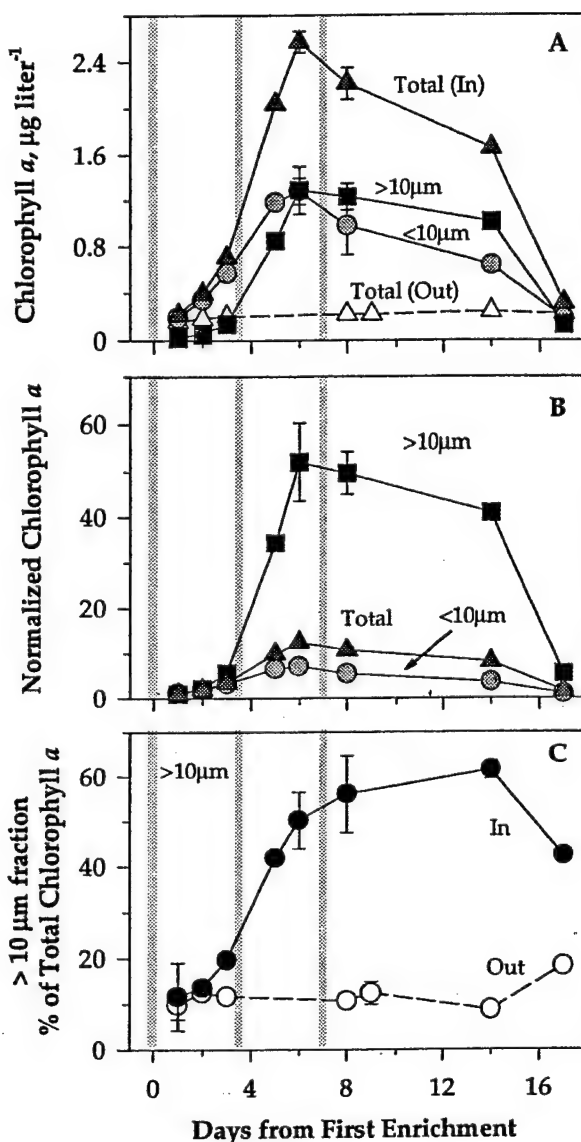 A
Chlorophyll a, µg liter-1
2.4
1.6
0.8
0
Total (In)
>10µm
<10µm
Total (Out)
B
Normalized Chlorophyll a
60
40
20
0
>10µm
Total
<10µm
C
> 10 µm fraction
% of Total Chlorophyll a
60
40
20
0
>10µm
In
Out
0 4 8 12 16
Days from First Enrichment